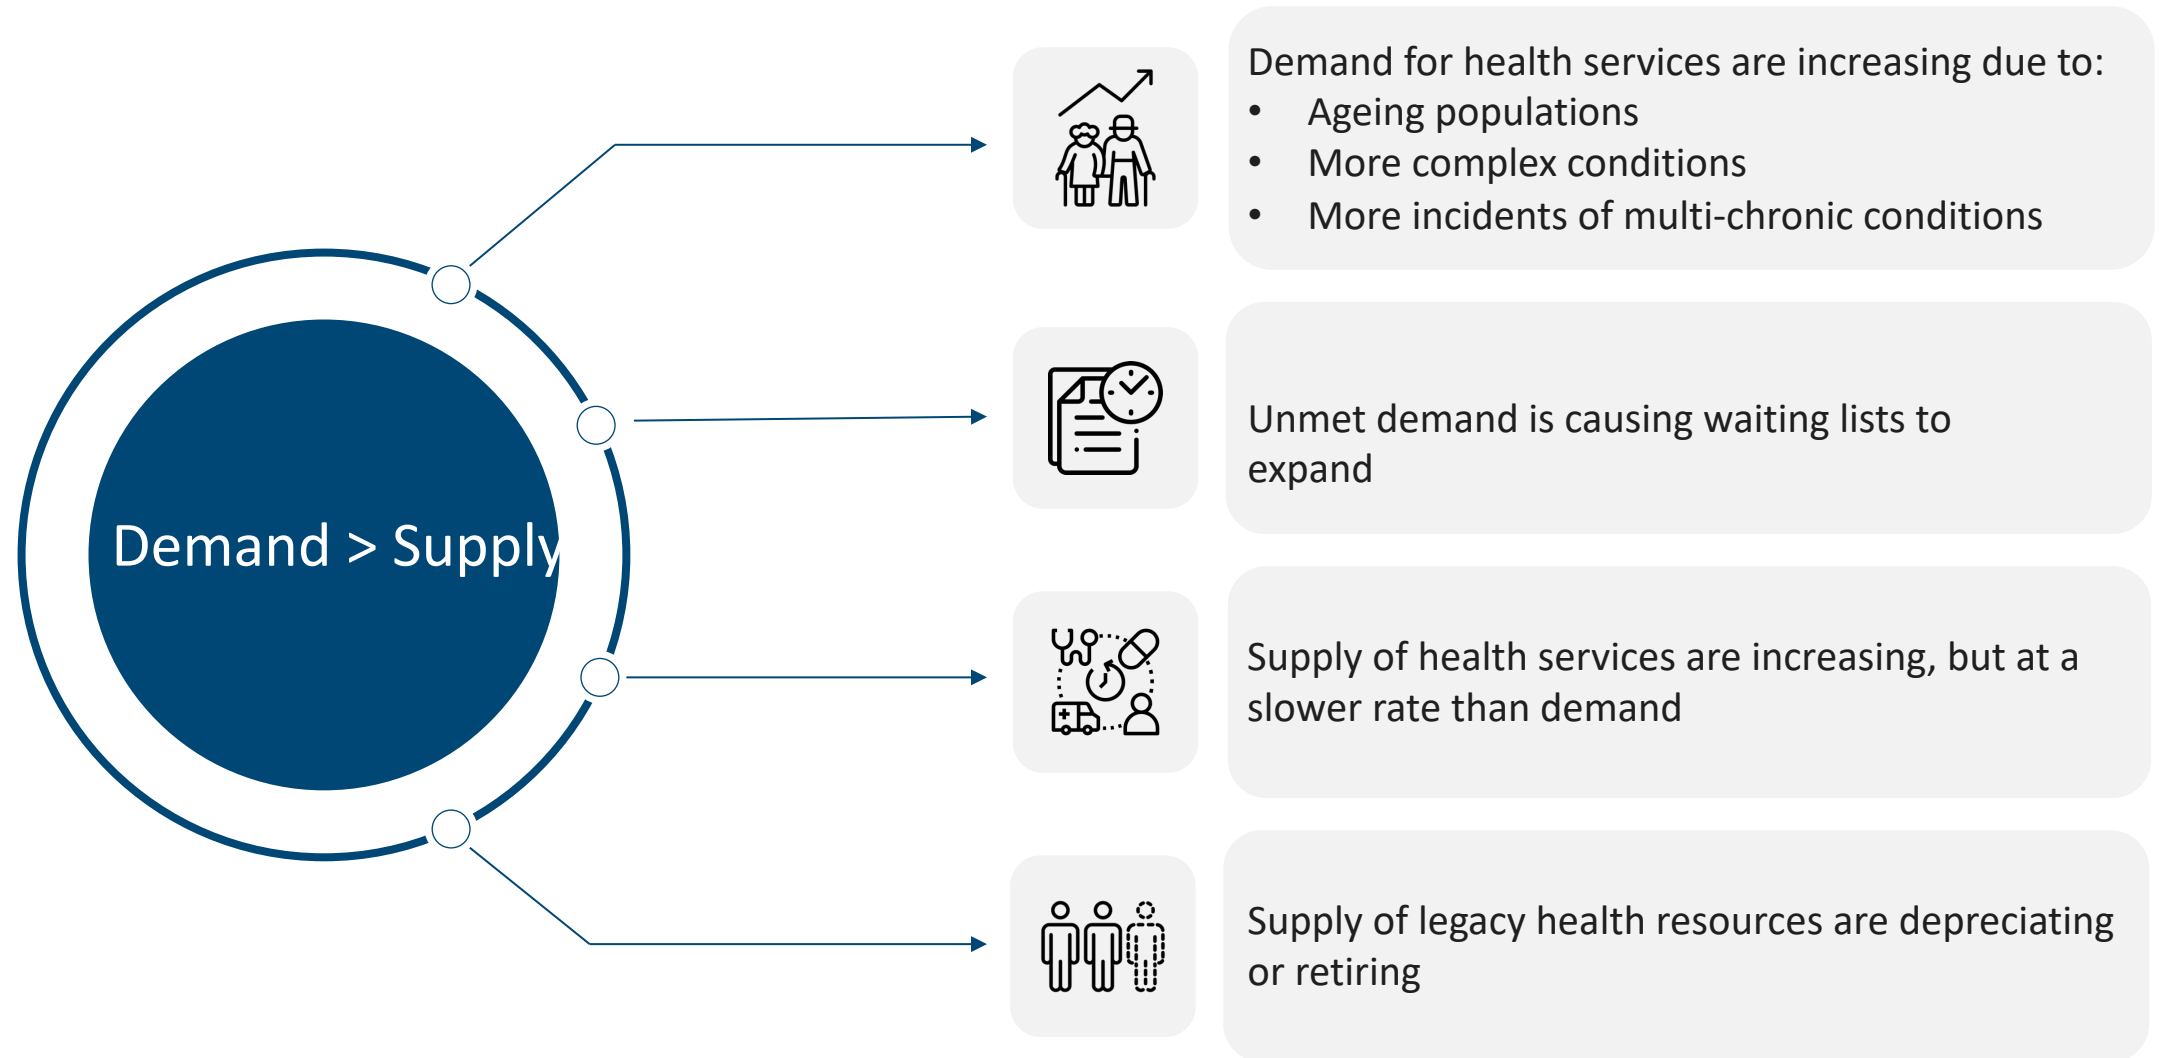 Demand > Supply
Demand for health services are increasing due to:
• Ageing populations
• More complex conditions
• More incidents of multi-chronic conditions
Unmet demand is causing waiting lists to
expand
Supply of health services are increasing, but at a
slower rate than demand
Supply of legacy health resources are depreciating
or retiring